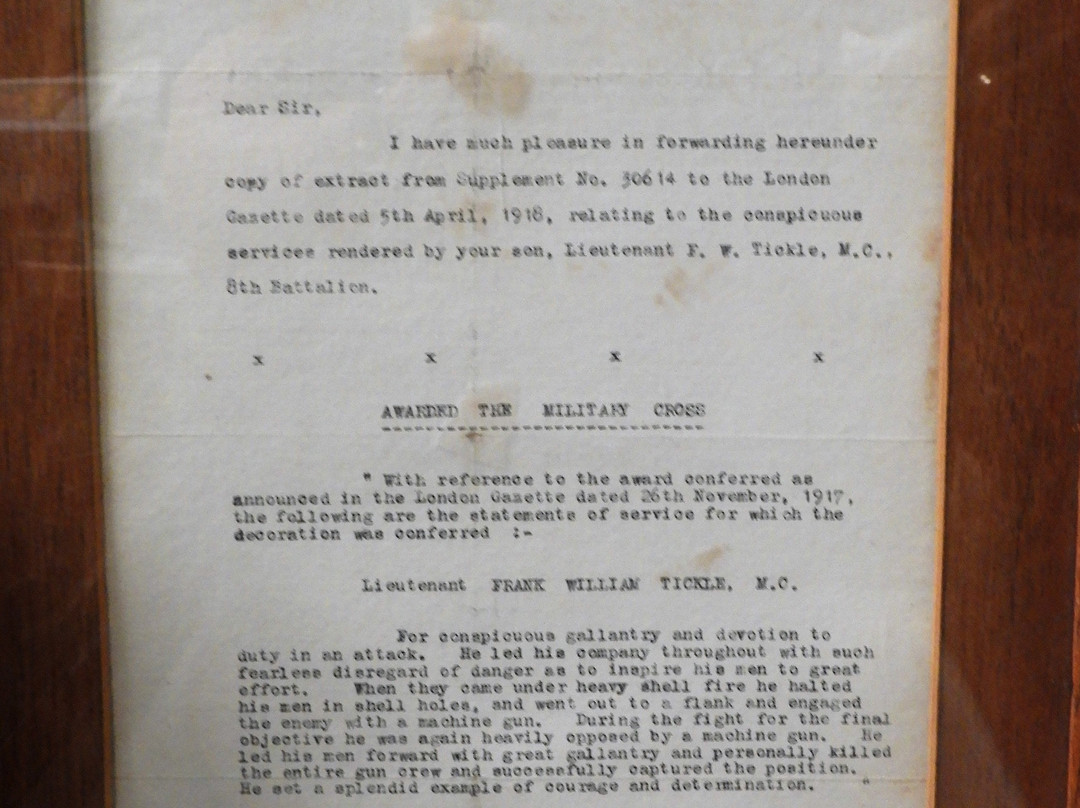 Dear Sir,
I have much pleasure in forwarding hereunder
copy of extract from Supplement No. 30614 to the London
Gazette dated 5th April, 1918, relating to the conspicuous
services rendered by your son, Lieutenant F. W. Tickle, M.C.,
8th Battalion.
x x x x
AWARDED THE MILITARY CROSS
" With reference to the award conferred as
announced in the London Gazette dated 26th November, 1917,
the following are the statements of service for which the
decoration was conferred :-
Lieutenant FRANK WILLIAM TICKLE, M.C.
For conspicuous gallantry and devotion to
duty in an attack. He led his company throughout with such
fearless disregard of danger as to inspire his men to great
effort. When they came under heavy shell fire he halted
his men in shell holes, and went out to a flank and engaged
the enemy with a machine gun. During the fight for the final
objective he was again heavily opposed by a machine gun. He
led his men forward with great gallantry and personally killed
the entire gun crew and successfully captured the position.
He set a splendid example of courage and determination. "